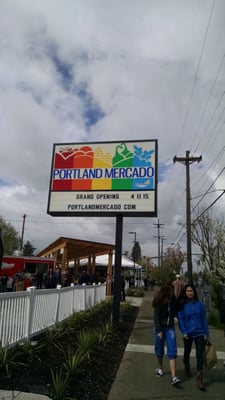 PORTLAND MERCADO
GRAND OPENING 4 11 15
PORTLANDMERCADO.COM